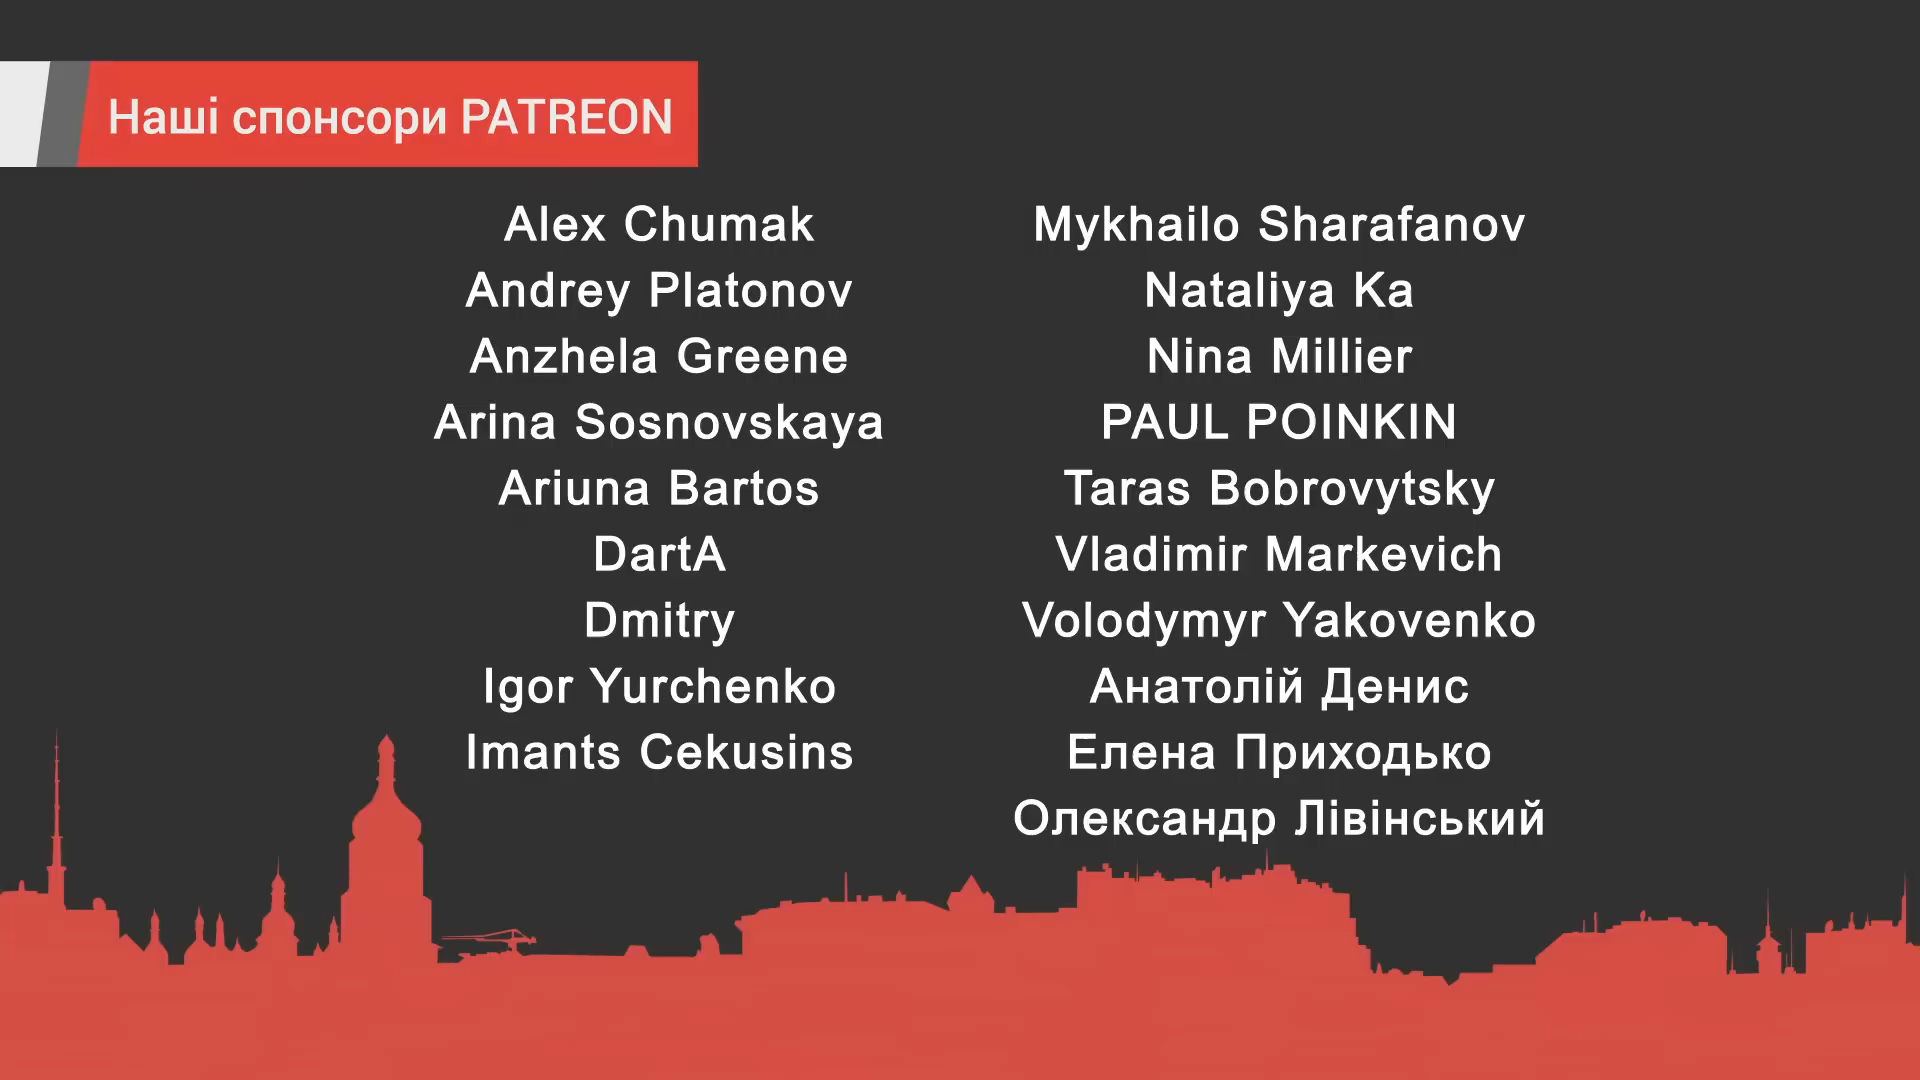 Наші спонсори PATREON
Alex Chumak
Andrey Platonov
Anzhela Greene
Arina Sosnovskaya
Ariuna Bartos
DartA
Dmitry
Igor Yurchenko
Imants Cekusins
Mykhailo Sharafanov
Nataliya Ka
Nina Millier
PAUL POINKIN
Taras Bobrovytsky
Vladimir Markevich
Volodymyr Yakovenko
Анатолій Денис
Елена Приходько
Олександр Лівінський